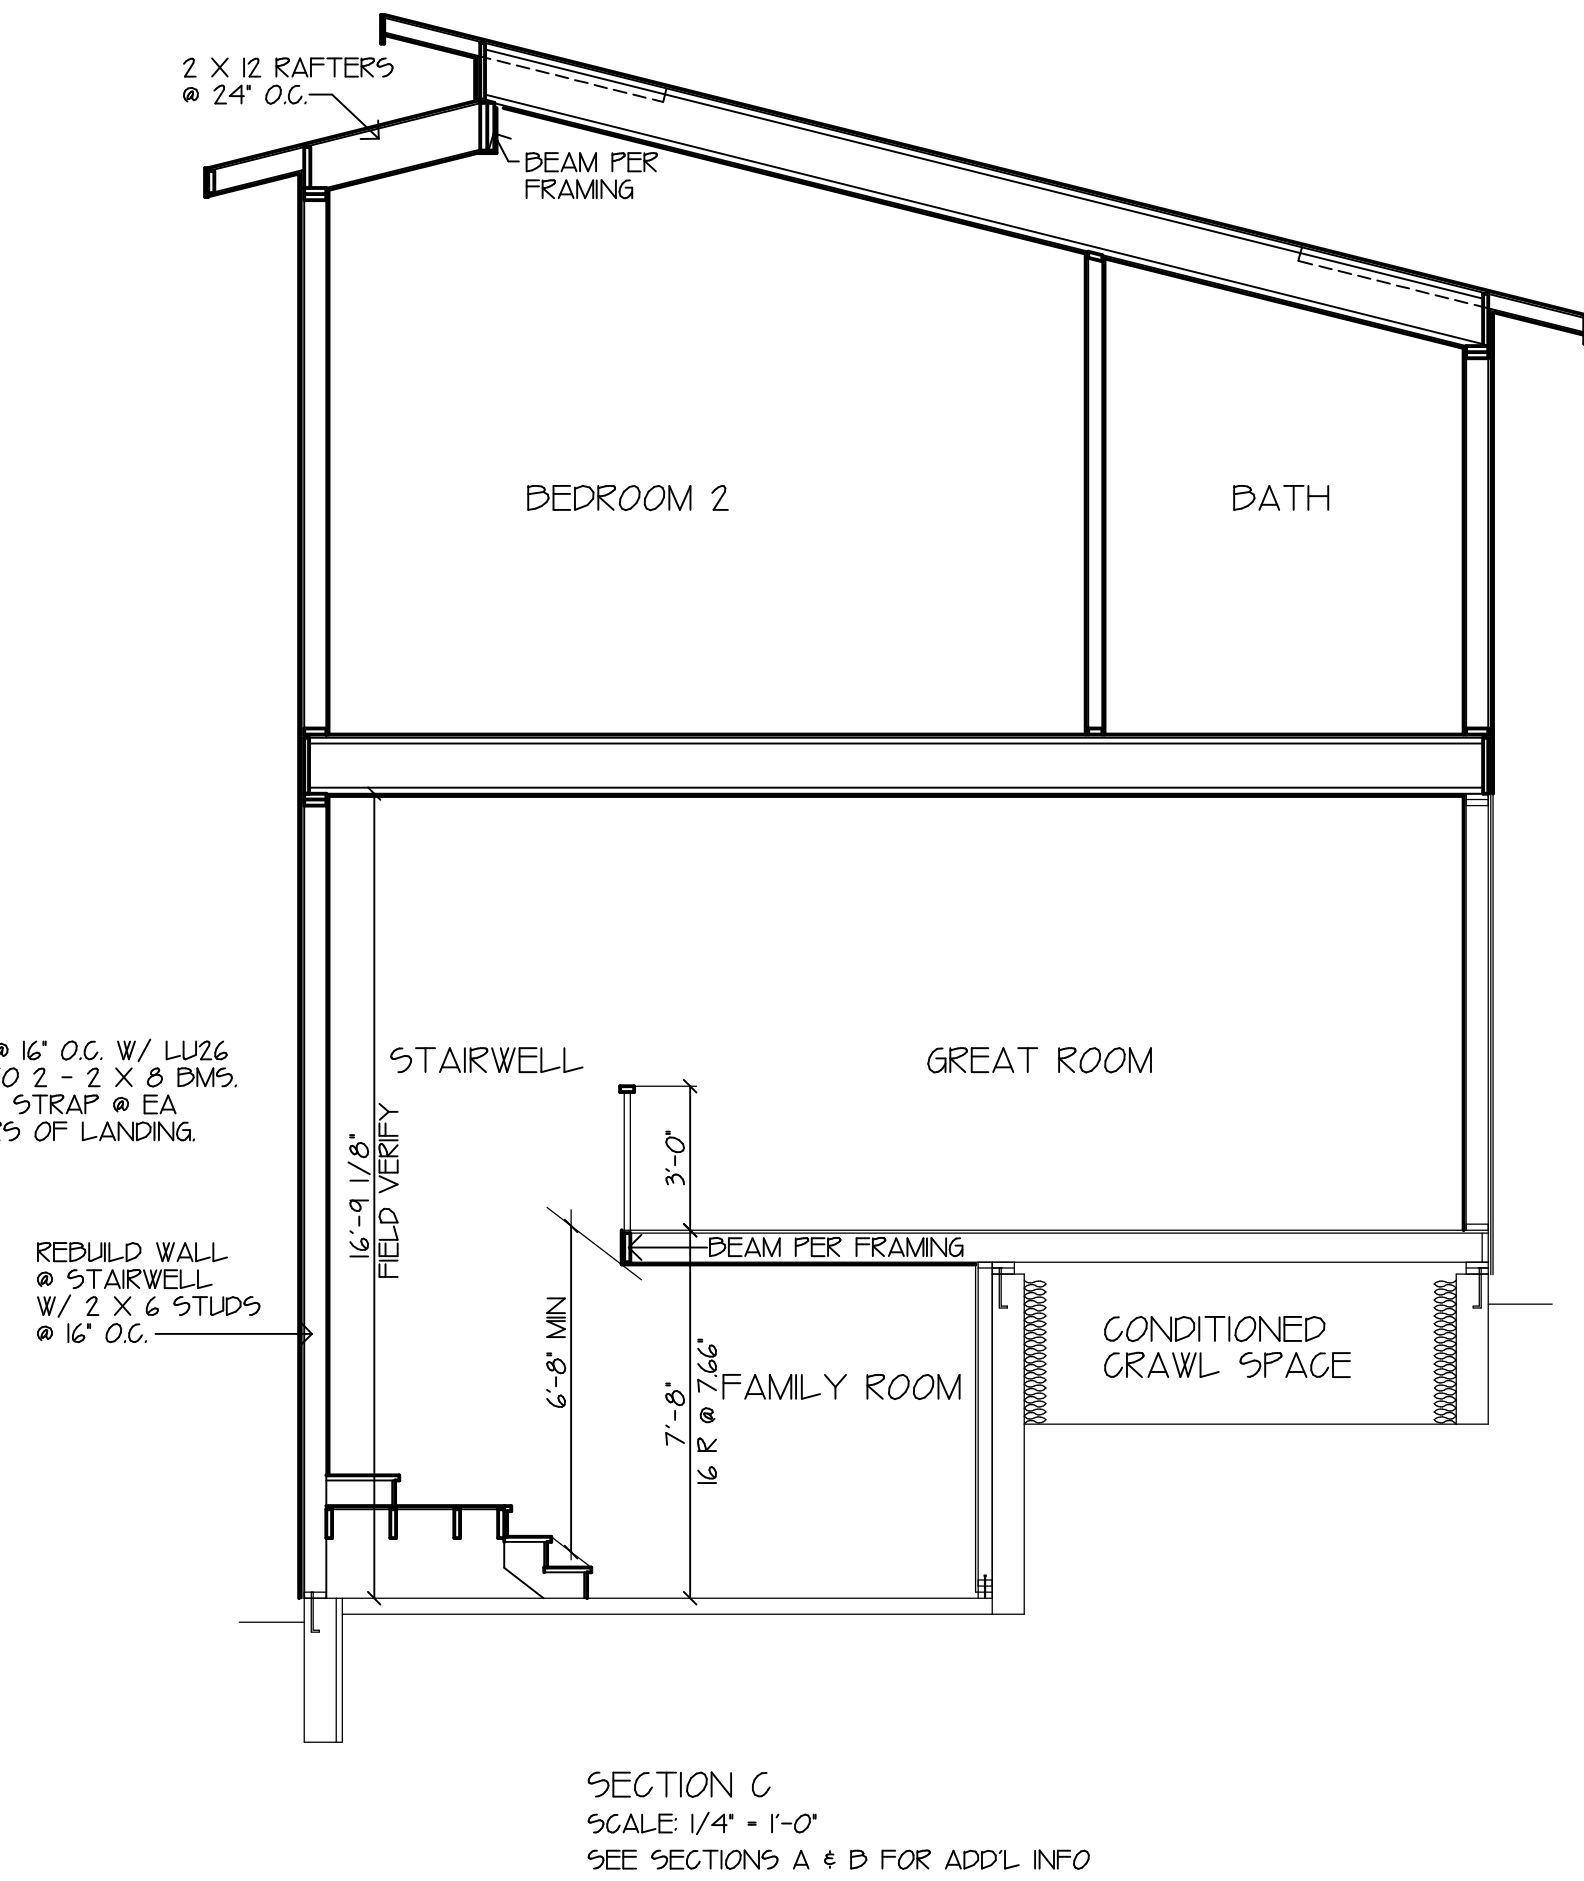 2 X 12 RAFTERS
@ 24" O.C.
BEAM PER
FRAMING
BEDROOM 2
BATH
@ 16" O.C. W/ LU26
2 - 2 X 8 BMS.
STRAP @ EA
OF LANDING.
STAIRWELL
GREAT ROOM
16'-9 1/8"
FIELD VERIFY
3'-0"
BEAM PER FRAMING
REBUILD WALL
@ STAIRWELL
W/ 2 X 6 STUDS
@ 16" O.C.
6'-8" MIN
7'-8"
16 R @ 7.66"
FAMILY ROOM
CONDITIONED
CRAWL SPACE
SECTION C
SCALE: 1/4" = 1'-0"
SEE SECTIONS A & B FOR ADD'L INFO